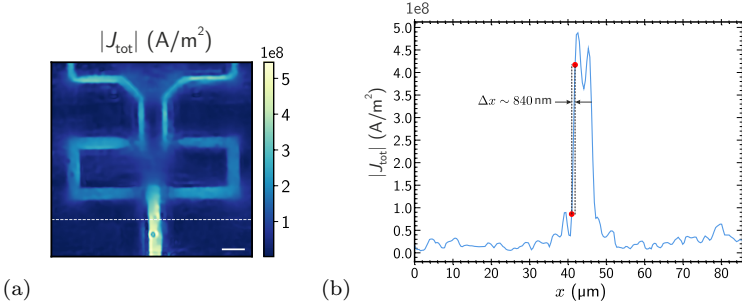 |J_tot| (A/m²)
1e8
5
4
3
2
1
(a)
1e8
5.0
4.5
4.0
3.5
3.0
2.5
2.0
1.5
1.0
0.5
0.0
|J_tot| (A/m²)
Δx ~ 840 nm
0 10 20 30 40 50 60 70 80
x (µm)
(b)